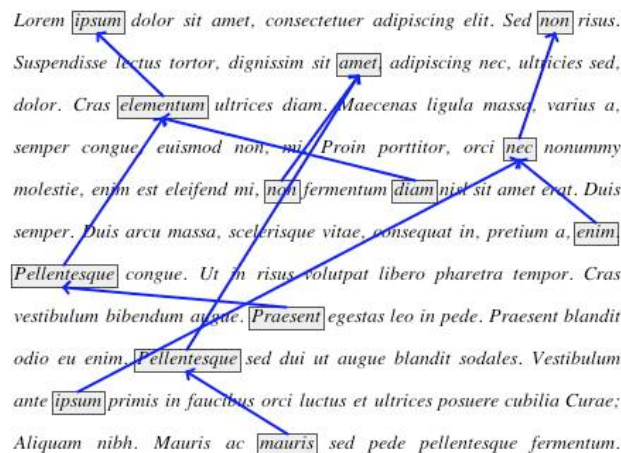 Lorem ipsum dolor sit amet, consectetuer adipiscing elit. Sed non risus.
Suspendisse lectus tortor, dignissim sit amet, adipiscing nec, ultricies sed,
dolor. Cras elementum ultrices diam. Maecenas ligula massa, varius a,
semper congue, euismod non, mi. Proin porttitor, orci nec nonummy
molestie, enim est eleifend mi, non fermentum diam nisl sit amet erat. Duis
semper. Duis arcu massa, scelerisque vitae, consequat in, pretium a, enim.
Pellentesque congue. Ut in risus volutpat libero pharetra tempor. Cras
vestibulum bibendum augue. Praesent egestas leo in pede. Praesent blandit
odio eu enim. Pellentesque sed dui ut augue blandit sodales. Vestibulum
ante ipsum primis in faucibus orci luctus et ultrices posuere cubilia Curae;
Aliquam nibh. Mauris ac mauris sed pede pellentesque fermentum.